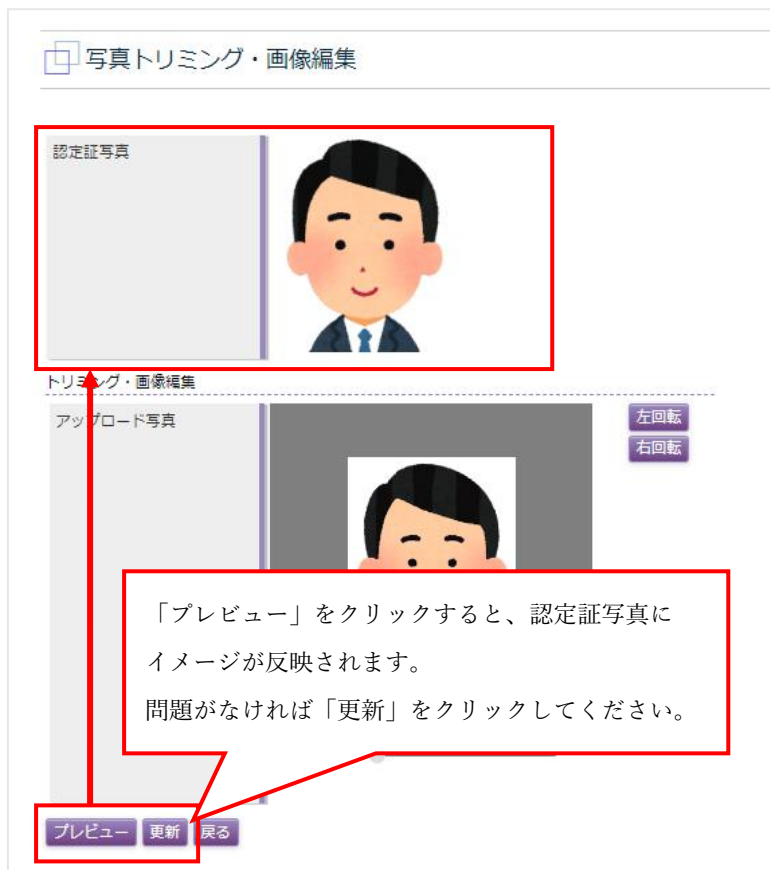 写真トリミング・画像編集
認定証写真
トリミング・画像編集
アップロード写真
左回転
右回転
「プレビュー」をクリックすると、認定証写真に
イメージが反映されます。
問題がなければ「更新」をクリックしてください。
プレビュー 更新 戻る